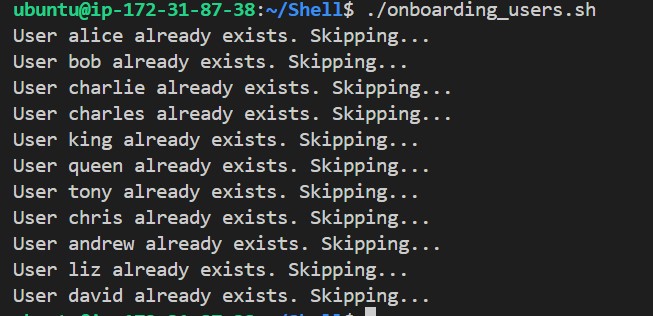 ubuntu@ip-172-31-87-38:~/Shell$ ./onboarding_users.sh
User alice already exists. Skipping...
User bob already exists. Skipping...
User charlie already exists. Skipping...
User charles already exists. Skipping...
User king already exists. Skipping...
User queen already exists. Skipping...
User tony already exists. Skipping...
User chris already exists. Skipping...
User andrew already exists. Skipping...
User liz already exists. Skipping...
User david already exists. Skipping...